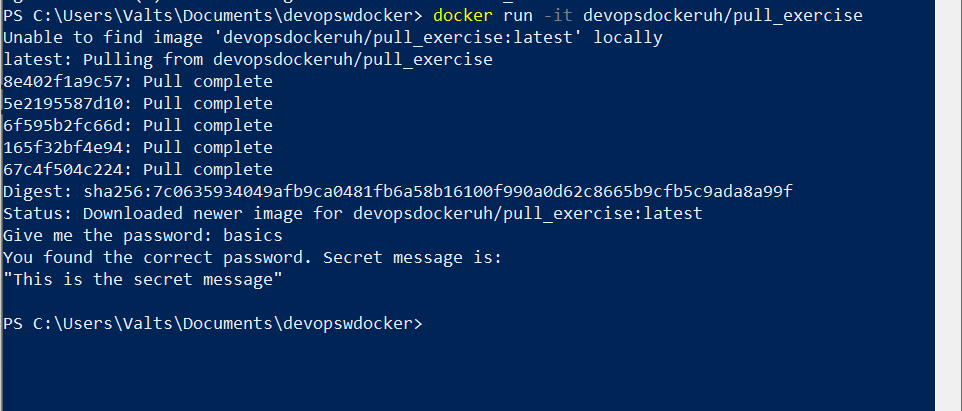 PS C:\Users\Valts\Documents\devopswdocker> docker run -it devopsdockeruh/pull_exercise
Unable to find image 'devopsdockeruh/pull_exercise:latest' locally
latest: Pulling from devopsdockeruh/pull_exercise
8e402f1a9c57: Pull complete
5e2195587d10: Pull complete
6f595b2fc66d: Pull complete
165f32bf4e94: Pull complete
67c4f504c224: Pull complete
Digest: sha256:7c0635934049afb9ca0481fb6a58b16100f990a0d62c8665b9cfb5c9ada8a99f
Status: Downloaded newer image for devopsdockeruh/pull_exercise:latest
Give me the password: basics
You found the correct password. Secret message is:
"This is the secret message"
PS C:\Users\Valts\Documents\devopswdocker>